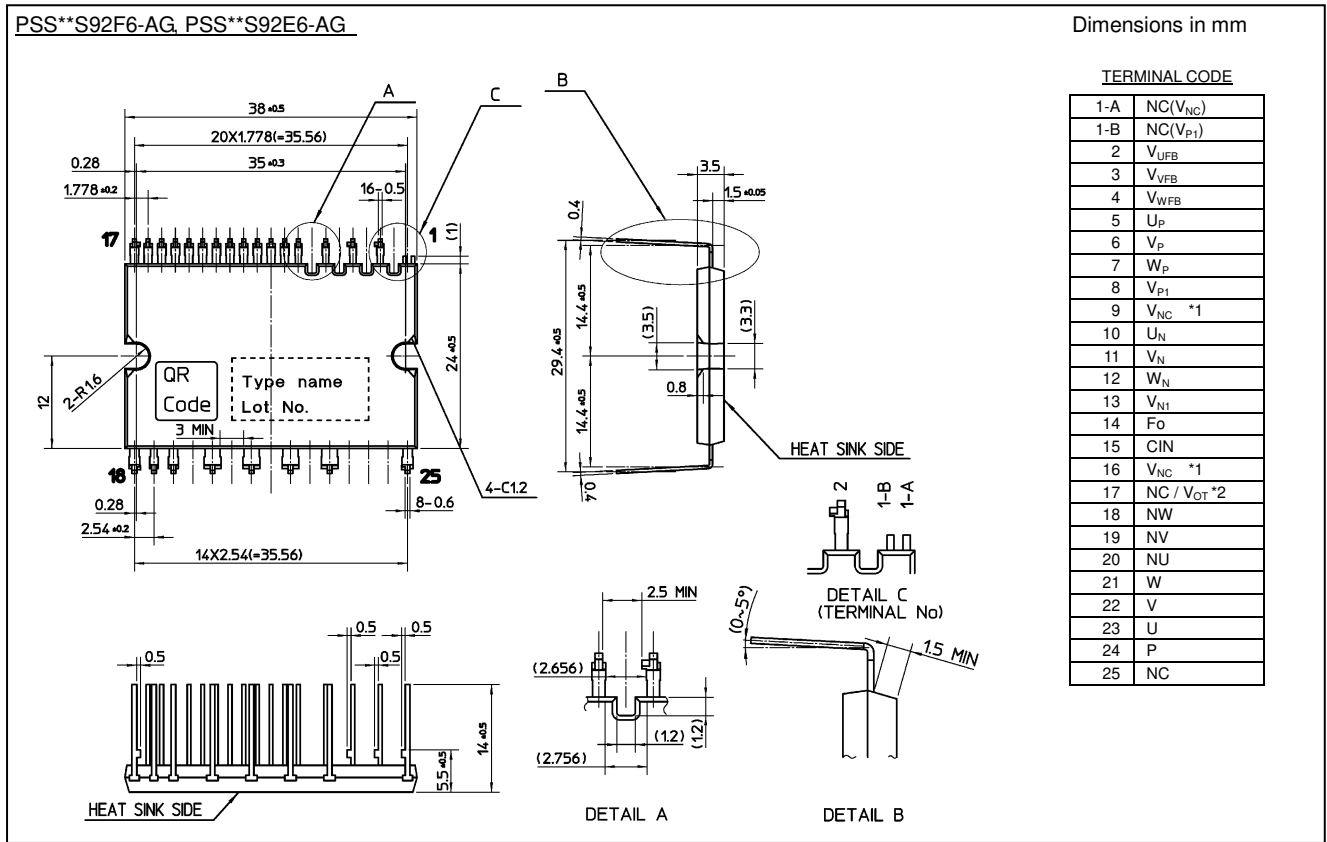 PSS**S92F6-AG, PSS**S92E6-AG
Dimensions in mm
A
C
B
38 ±0.5
20X1.778(=35.56)
35 ±0.3
0.28
1.778 ±0.2
16-0.5
17
1
(1)
12
2-R1.6
QR
Code
Type name
Lot No.
3 MIN
24 ±0.5
18
25
4-C1.2
0.28
8-0.6
2.54 ±0.2
14X2.54(=35.56)
3.5
1.5 ±0.05
0.4
29.4 ±0.5
14.4 ±0.5
14.4 ±0.5
(3.5)
(3.3)
0.8
0.4
HEAT SINK SIDE
2
1-B
1-A
DETAIL C
(TERMINAL No)
0.5
0.5
0.5
0.5
14 ±0.5
5.5 ±0.5
HEAT SINK SIDE
2.5 MIN
(2.656)
(1.2)
(1.2)
(2.756)
DETAIL A
(0~5°)
1.5 MIN
DETAIL B
TERMINAL CODE
1-A NC(VNC)
1-B NC(VP1)
2 VUFB
3 VVFB
4 VWFB
5 UP
6 VP
7 WP
8 VP1
9 VNC *1
10 UN
11 VN
12 WN
13 VN1
14 Fo
15 CIN
16 VNC *1
17 NC / VOT *2
18 NW
19 NV
20 NU
21 W
22 V
23 U
24 P
25 NC